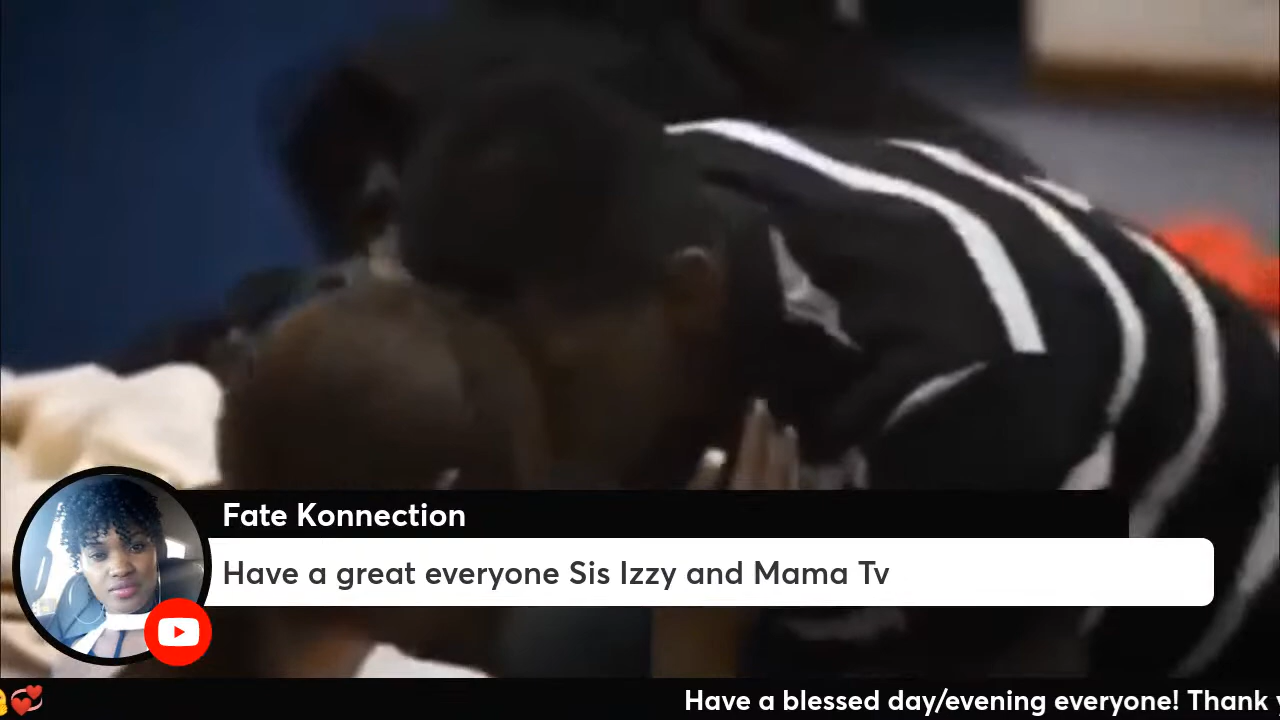 Fate Konnection
Have a great everyone Sis Izzy and Mama Tv
Have a blessed day/evening everyone! Thank